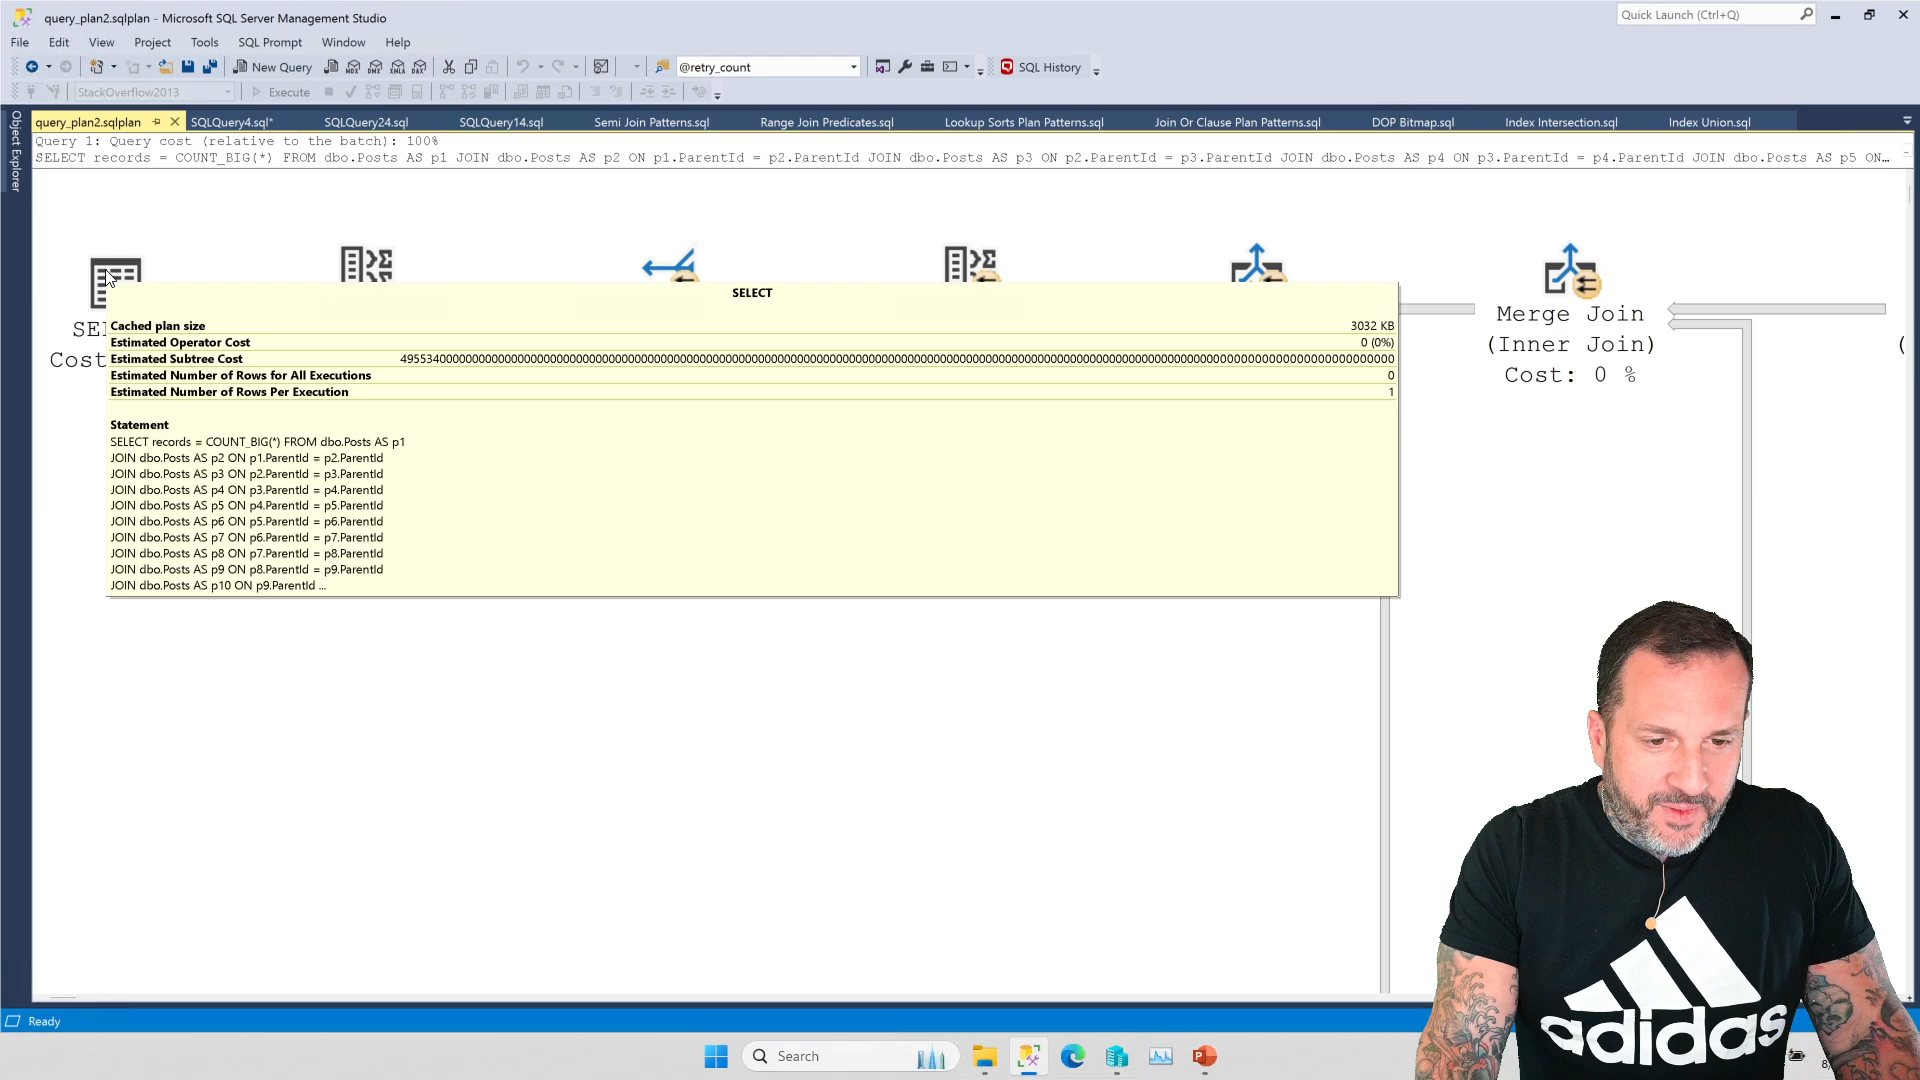 query_plan2.sqlplan - Microsoft SQL Server Management Studio
Quick Launch (Ctrl+Q)
File Edit View Project Tools SQL Prompt Window Help
New Query
@retry_count
SQL History
StackOverflow2013
Execute
Object Explorer
query_plan2.sqlplan
SQLQuery4.sql*
SQLQuery24.sql
SQLQuery14.sql
Semi Join Patterns.sql
Range Join Predicates.sql
Lookup Sorts Plan Patterns.sql
Join Or Clause Plan Patterns.sql
DOP Bitmap.sql
Index Intersection.sql
Index Union.sql
Query 1: Query cost (relative to the batch): 100%
SELECT records = COUNT_BIG(*) FROM dbo.Posts AS p1 JOIN dbo.Posts AS p2 ON p1.ParentId = p2.ParentId JOIN dbo.Posts AS p3 ON p2.ParentId = p3.ParentId JOIN dbo.Posts AS p4 ON p3.ParentId = p4.ParentId JOIN dbo.Posts AS p5 ON…
Cost
SELECT
Cached plan size 3032 KB
Estimated Operator Cost 0 (0%)
Estimated Subtree Cost
Estimated Number of Rows for All Executions 0
Estimated Number of Rows Per Execution 1
Statement
SELECT records = COUNT_BIG(*) FROM dbo.Posts AS p1
JOIN dbo.Posts AS p2 ON p1.ParentId = p2.ParentId
JOIN dbo.Posts AS p3 ON p2.ParentId = p3.ParentId
JOIN dbo.Posts AS p4 ON p3.ParentId = p4.ParentId
JOIN dbo.Posts AS p5 ON p4.ParentId = p5.ParentId
JOIN dbo.Posts AS p6 ON p5.ParentId = p6.ParentId
JOIN dbo.Posts AS p7 ON p6.ParentId = p7.ParentId
JOIN dbo.Posts AS p8 ON p7.ParentId = p8.ParentId
JOIN dbo.Posts AS p9 ON p8.ParentId = p9.ParentId
JOIN dbo.Posts AS p10 ON p9.ParentId ...
Merge Join
(Inner Join)
Cost: 0 %
adidas
Ready
Search